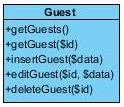 Guest
+getGuests()
+getGuest($id)
+insertGuest($data)
+editGuest($id, $data)
+deleteGuest($id)